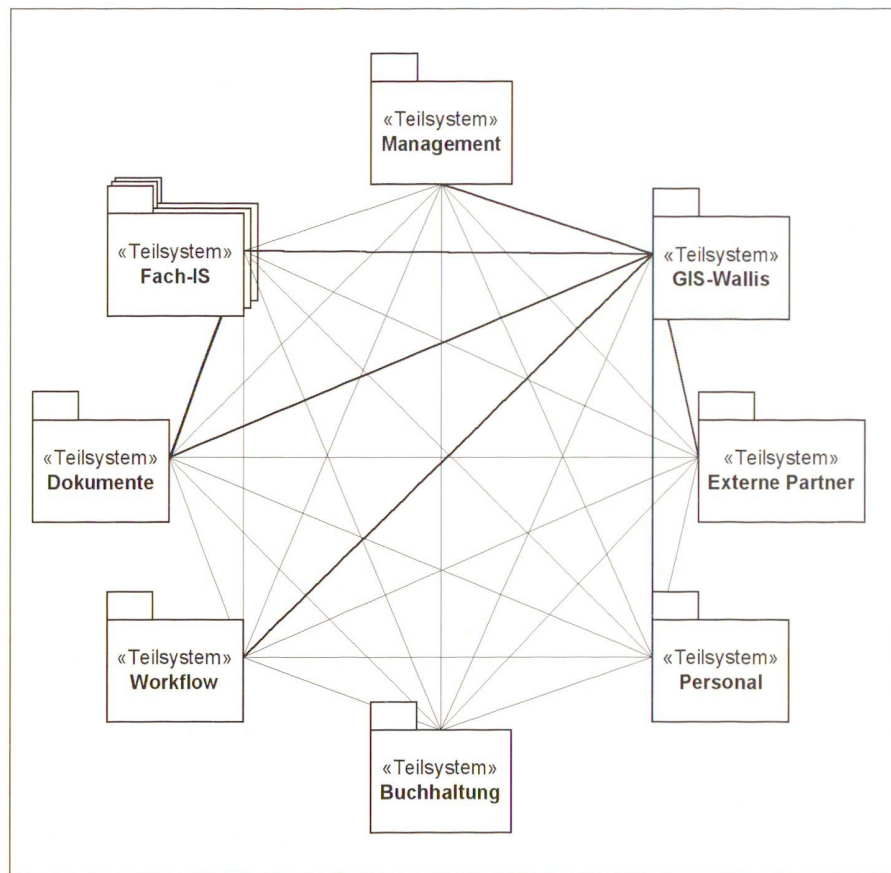 «Teilsystem»
Management
«Teilsystem»
Fach-IS
«Teilsystem»
GIS-Wallis
«Teilsystem»
Dokumente
«Teilsystem»
Externe Partner
«Teilsystem»
Workflow
«Teilsystem»
Personal
«Teilsystem»
Buchhaltung